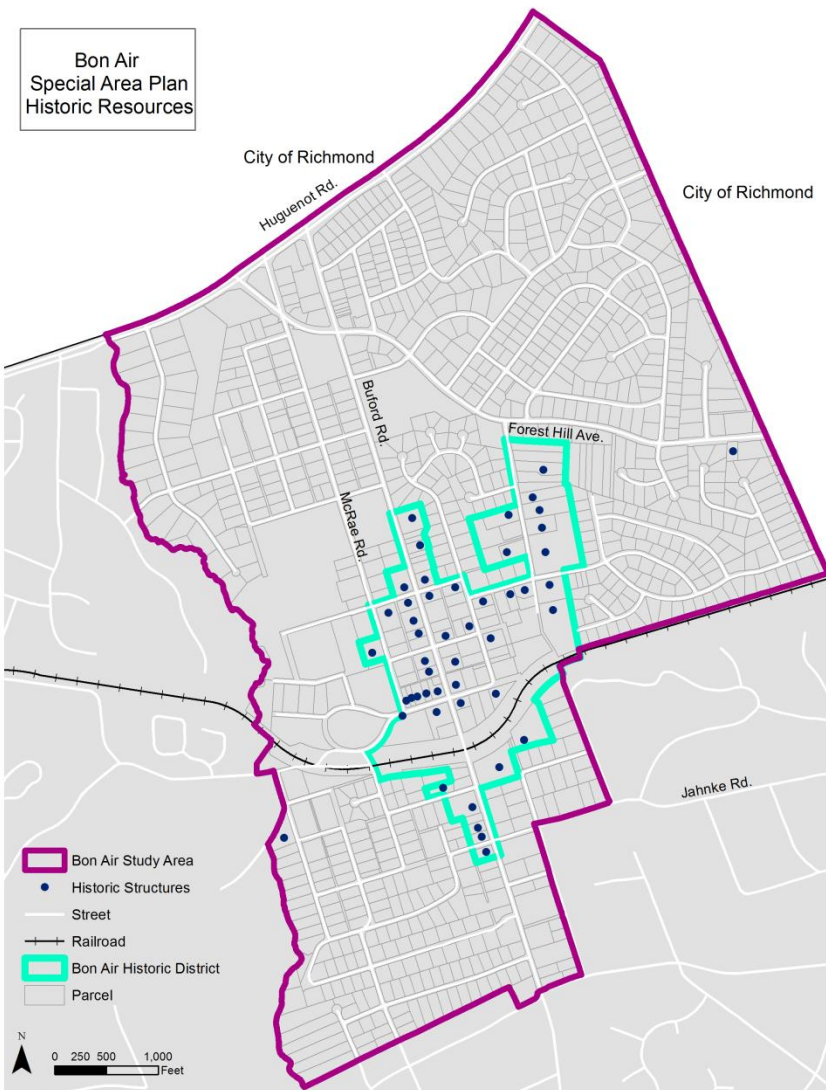 Bon Air
Special Area Plan
Historic Resources
City of Richmond
Huguenot Rd.
City of Richmond
Buford Rd.
Forest Hill Ave.
McRae Rd.
Jahnke Rd.
Bon Air Study Area
Historic Structures
Street
Railroad
Bon Air Historic District
Parcel
N
0 250 500 1,000
Feet